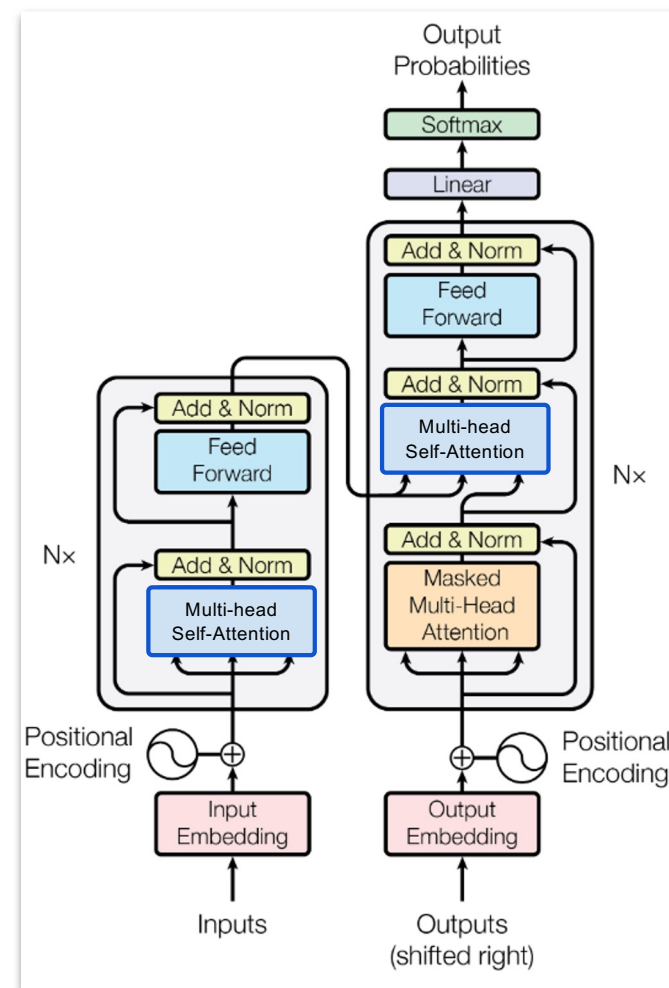 Output
Probabilities
Softmax
Linear
Add & Norm
Feed
Forward
Add & Norm
Multi-head
Self-Attention
Nx
Add & Norm
Masked
Multi-Head
Attention
Add & Norm
Feed
Forward
Nx
Add & Norm
Multi-head
Self-Attention
Positional
Encoding
Positional
Encoding
Input
Embedding
Output
Embedding
Inputs
Outputs
(shifted right)